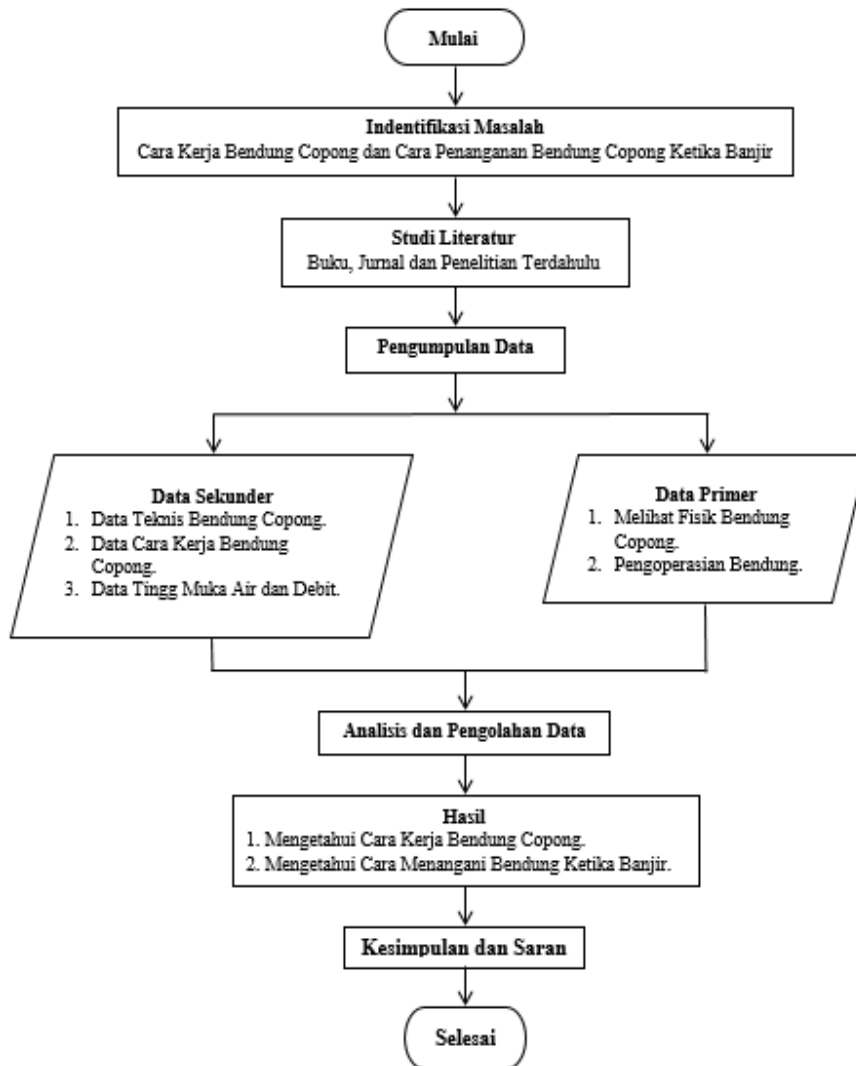 Mulai
Indentifikasi Masalah
Cara Kerja Bendung Copong dan Cara Penanganan Bendung Copong Ketika Banjir
Studi Literatur
Buku, Jurnal dan Penelitian Terdahulu
Pengumpulan Data
Data Sekunder
1. Data Teknis Bendung Copong.
2. Data Cara Kerja Bendung
Copong.
3. Data Tingg Muka Air dan Debit.
Data Primer
1. Melihat Fisik Bendung
Copong.
2. Pengoperasian Bendung.
Analisis dan Pengolahan Data
Hasil
1. Mengetahui Cara Kerja Bendung Copong.
2. Mengetahui Cara Menangani Bendung Ketika Banjir.
Kesimpulan dan Saran
Selesai